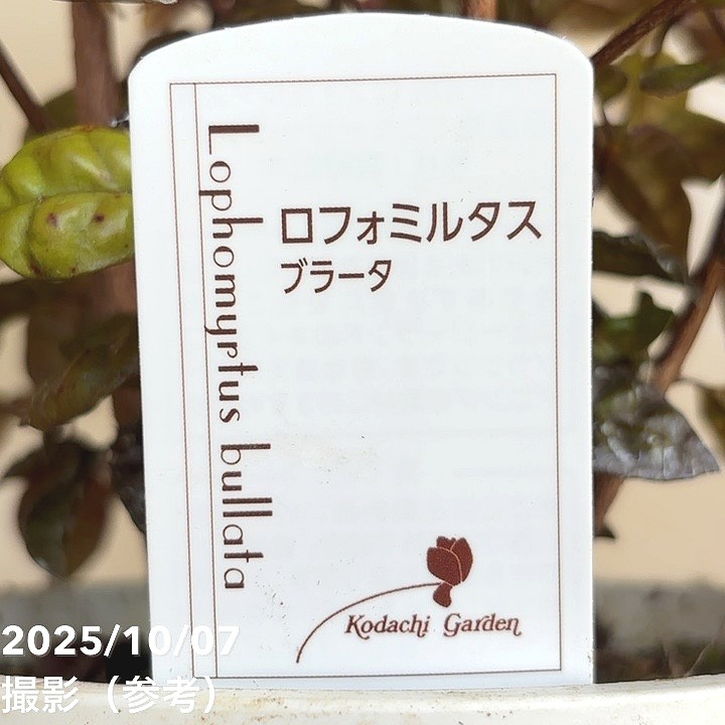 Lophomyrtus bullata
ロフォミルタス
ブラータ
Kodachi Garden
2025/10/07
撮影（参考）